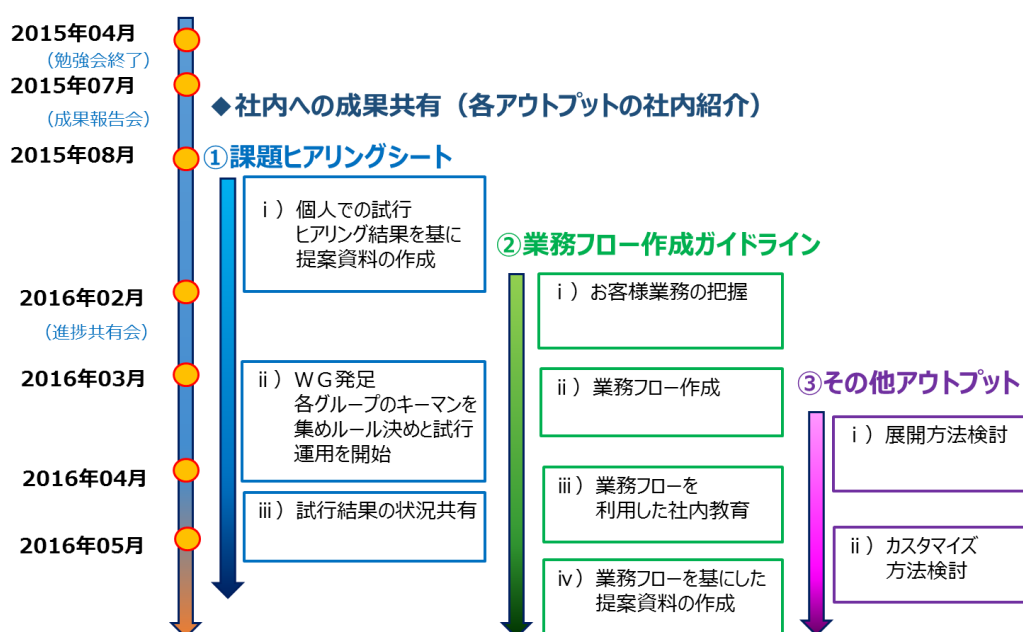 2015年04月
（勉強会終了）
2015年07月
（成果報告会）
2015年08月
2016年02月
（進捗共有会）
2016年03月
2016年04月
2016年05月
◆社内への成果共有（各アウトプットの社内紹介）
①課題ヒアリングシート
ⅰ）個人での試行
ヒアリング結果を基に
提案資料の作成
ⅱ）ＷＧ発足
各グループのキーマンを
集めルール決めと試行
運用を開始
ⅲ）試行結果の状況共有
②業務フロー作成ガイドライン
ⅰ）お客様業務の把握
ⅱ）業務フロー作成
ⅲ）業務フローを
利用した社内教育
ⅳ）業務フローを基にした
提案資料の作成
③その他アウトプット
ⅰ）展開方法検討
ⅱ）カスタマイズ
方法検討